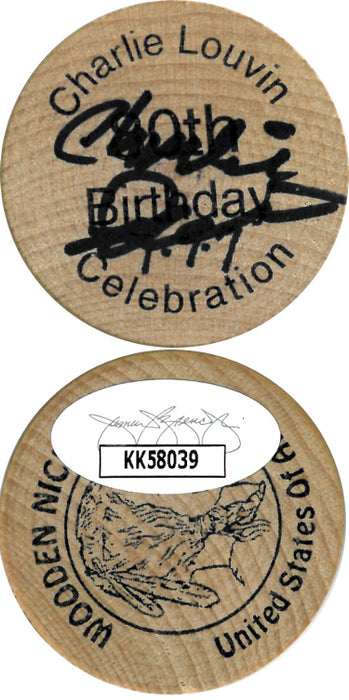 Charlie Louvin
80th
Birthday
Celebration
KK58039
WOODEN NIC
United States Of A